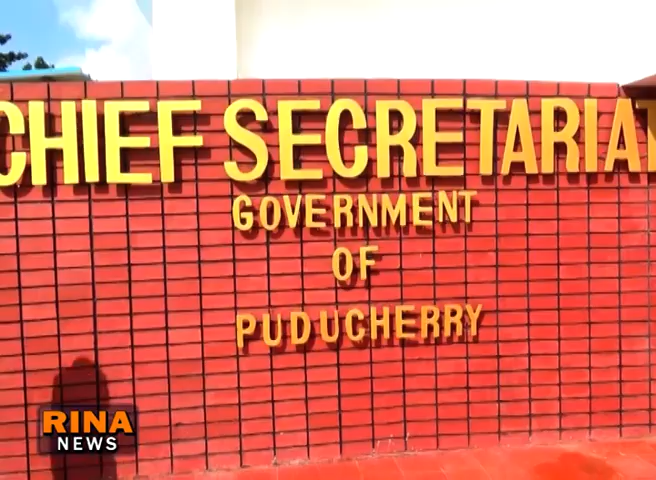 CHIEF SECRETARIAT
GOVERNMENT
OF
PUDUCHERRY
RINA
NEWS